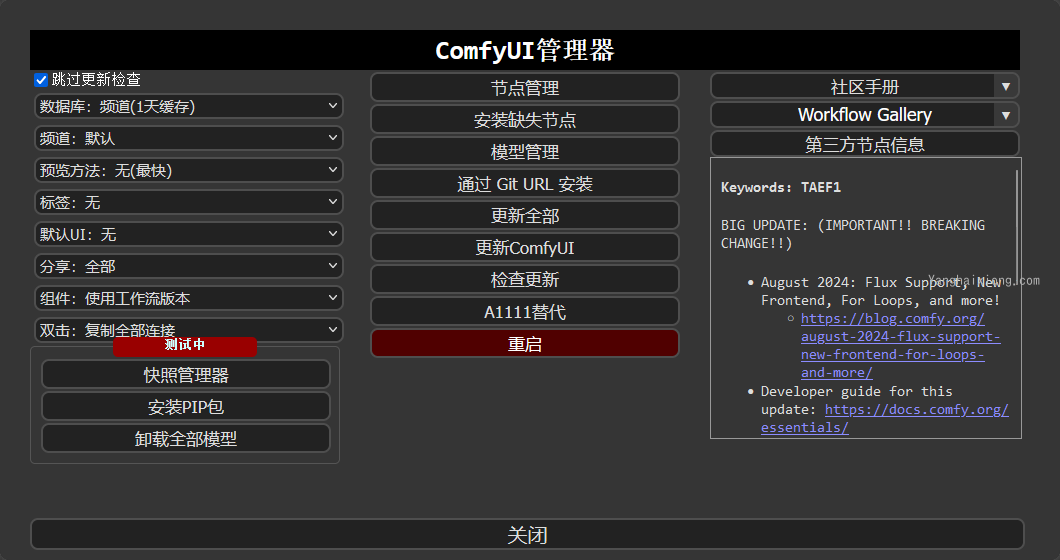 ComfyUI管理器
跳过更新检查
数据库：频道(1天缓存)
频道：默认
预览方法：无(最快)
标签：无
默认UI：无
分享：全部
组件：使用工作流版本
双击：复制全部连接
测试中
快照管理器
安装PIP包
卸载全部模型
节点管理
安装缺失节点
模型管理
通过 Git URL 安装
更新全部
更新ComfyUI
检查更新
A1111替代
重启
社区手册
Workflow Gallery
第三方节点信息
Keywords: TAEF1
BIG UPDATE: (IMPORTANT!! BREAKING
CHANGE!!)
August 2024: Flux Support, New
Frontend, For Loops, and more!
https://blog.comfy.org/
august-2024-flux-support-
new-frontend-for-loops-
and-more/
Developer guide for this
update: https://docs.comfy.org/
essentials/
关闭